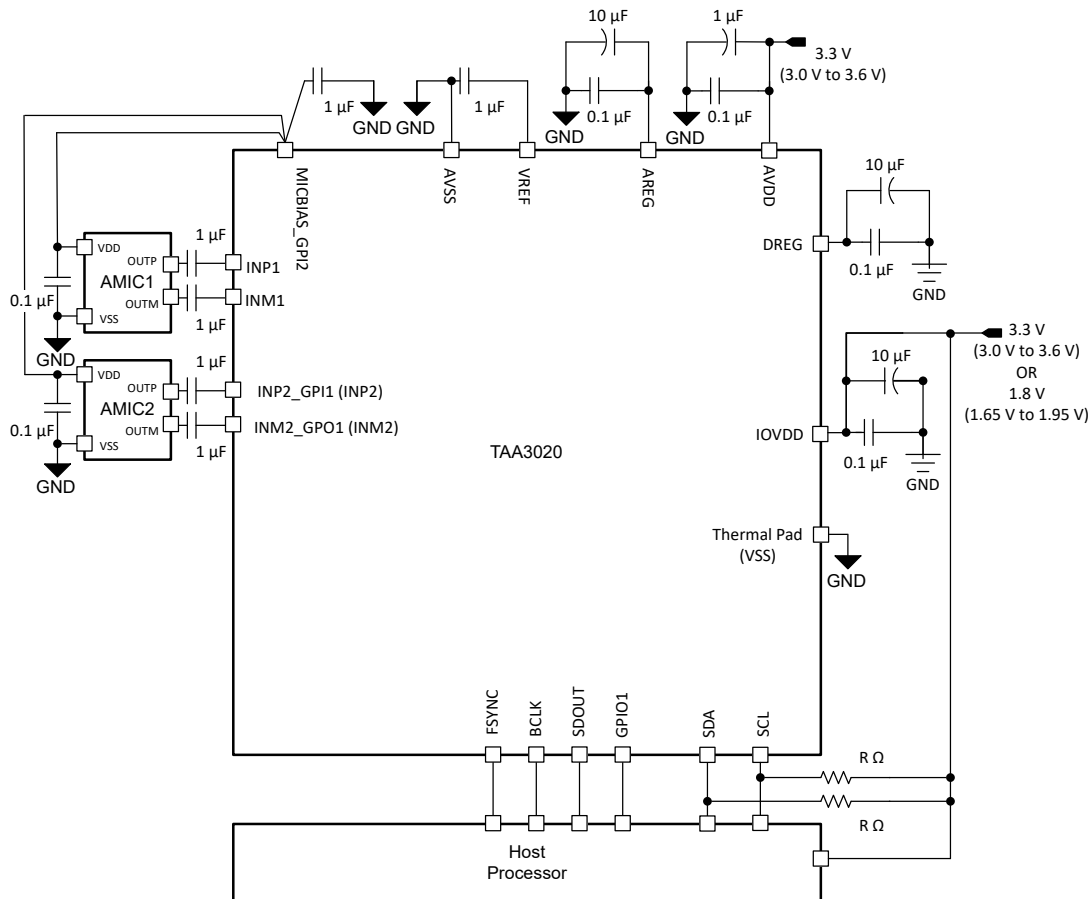 10 µF
1 µF
3.3 V
(3.0 V to 3.6 V)
1 µF
GND
GND
1 µF
0.1 µF
GND
0.1 µF
GND
MICBIAS_GPI2
AVSS
VREF
AREG
AVDD
10 µF
DREG
0.1 µF
GND
1 µF
VDD
OUTP
INP1
AMIC1
0.1 µF
OUTM
INM1
VSS
1 µF
GND
3.3 V
(3.0 V to 3.6 V)
OR
1.8 V
(1.65 V to 1.95 V)
10 µF
1 µF
VDD
OUTP
INP2_GPI1 (INP2)
AMIC2
0.1 µF
OUTM
INM2_GPO1 (INM2)
VSS
1 µF
GND
TAA3020
IOVDD
0.1 µF
GND
Thermal Pad
(VSS)
GND
FSYNC
BCLK
SDOUT
GPIO1
SDA
SCL
R Ω
R Ω
Host
Processor